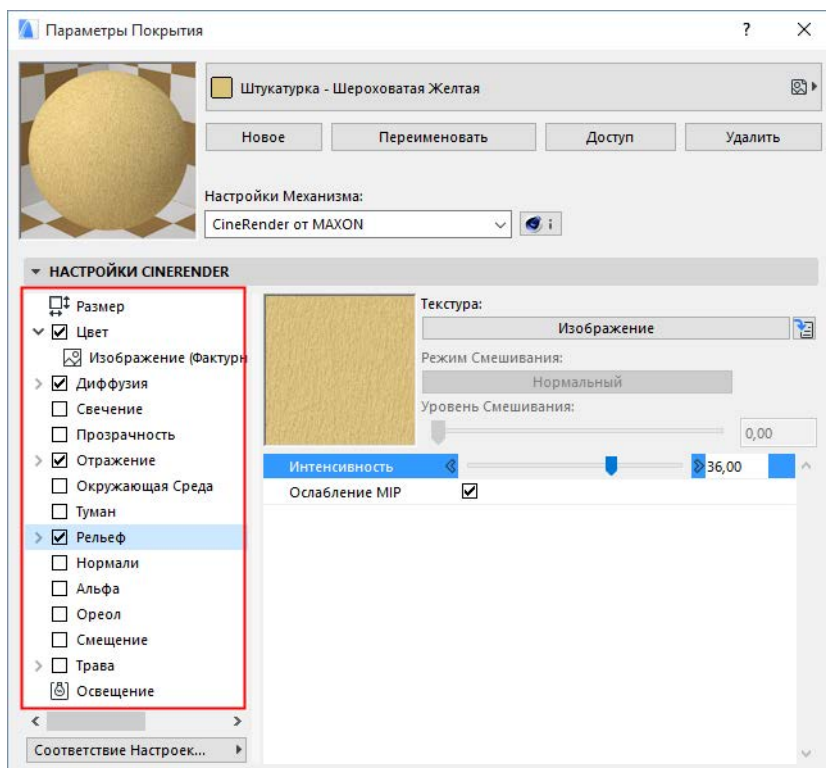 Параметры Покрытия
?
Штукатурка - Шероховатая Желтая
Новое
Переименовать
Доступ
Удалить
Настройки Механизма:
CineRender от MAXON
i
НАСТРОЙКИ CINERENDER
Размер
Цвет
Изображение (Фактурн
Диффузия
Свечение
Прозрачность
Отражение
Окружающая Среда
Туман
Рельеф
Нормали
Альфа
Ореол
Смещение
Трава
Освещение
Соответствие Настроек...
Текстура:
Изображение
Режим Смешивания:
Нормальный
Уровень Смешивания:
0,00
Интенсивность 36,00
Ослабление MIP